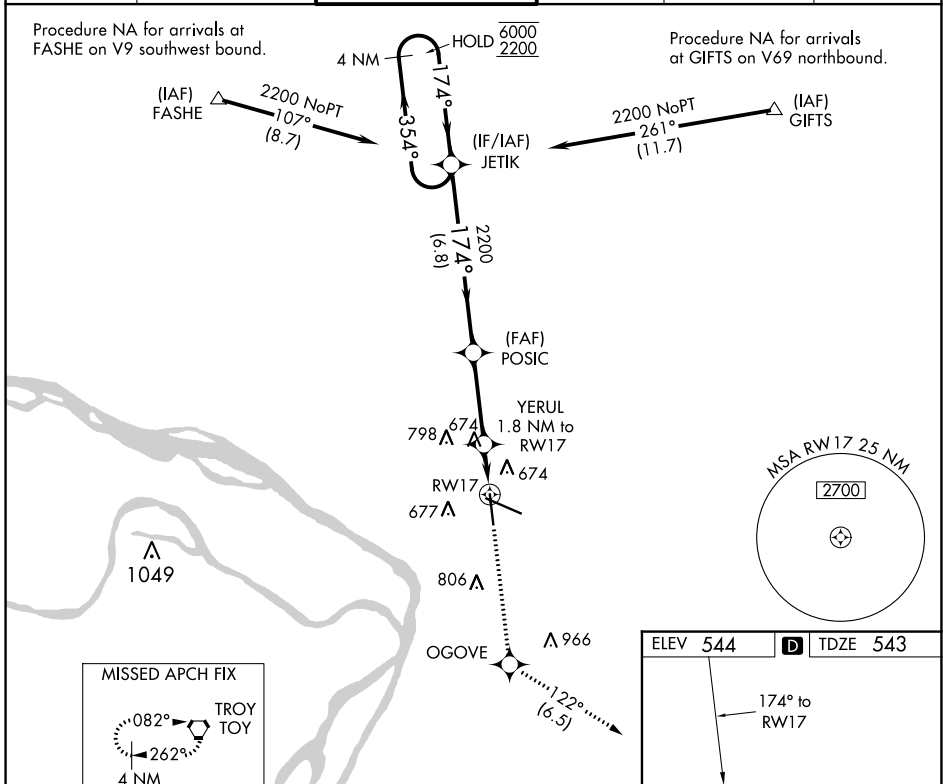 Procedure NA for arrivals at
FASHE on V9 southwest bound.
HOLD 6000
2200
4 NM
174°
354°
Procedure NA for arrivals
at GIFTS on V69 northbound.
(IAF)
FASHE
2200 NoPT
107°
(8.7)
(IF/IAF)
JETIK
2200 NoPT
261°
(11.7)
(IAF)
GIFTS
2200
174°
(6.8)
(FAF)
POSIC
YERUL
1.8 NM to
RW17
798
674
674
RW17
677
1049
806
966
OGOVE
122°
(6.5)
MSA RW17 25 NM
2700
MISSED APCH FIX
TROY
TOY
082°
262°
4 NM
ELEV 544 D TDZE 543
174° to
RW17